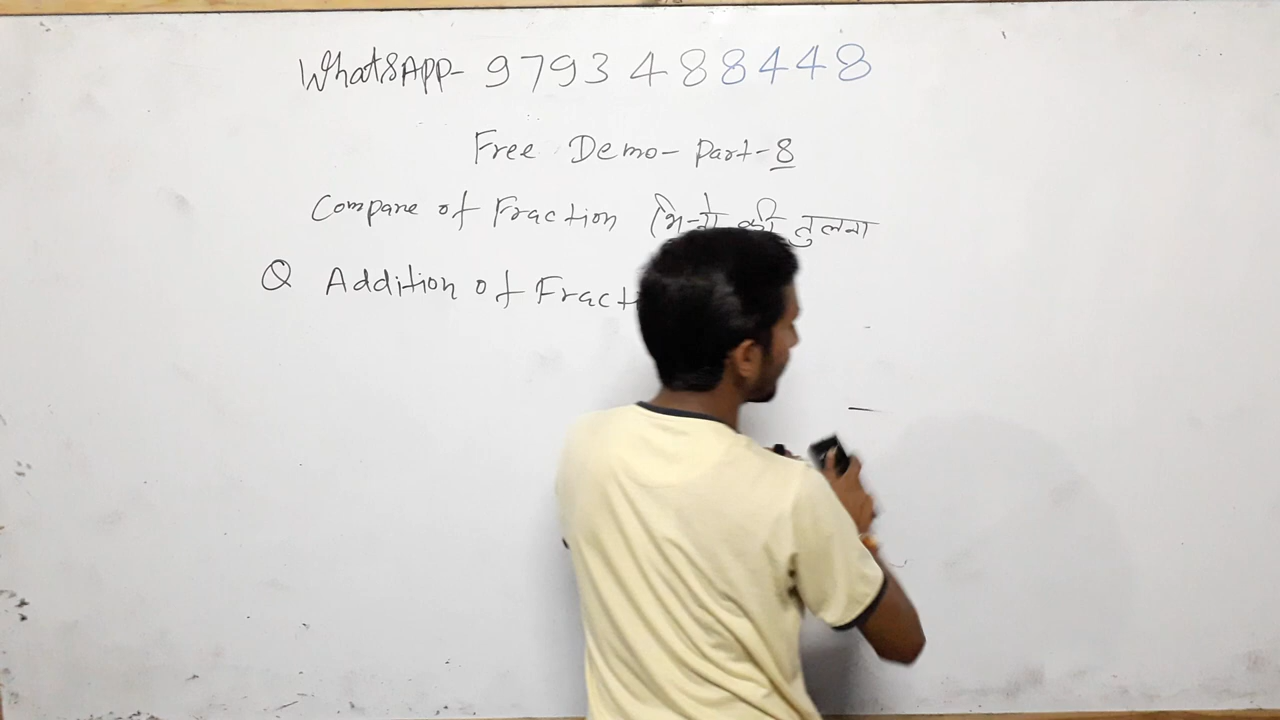 WhatsAPP- 9793488448
Free Demo- Part-8
Compare of Fraction भिन्नो की तुलना
Q Addition of Fract